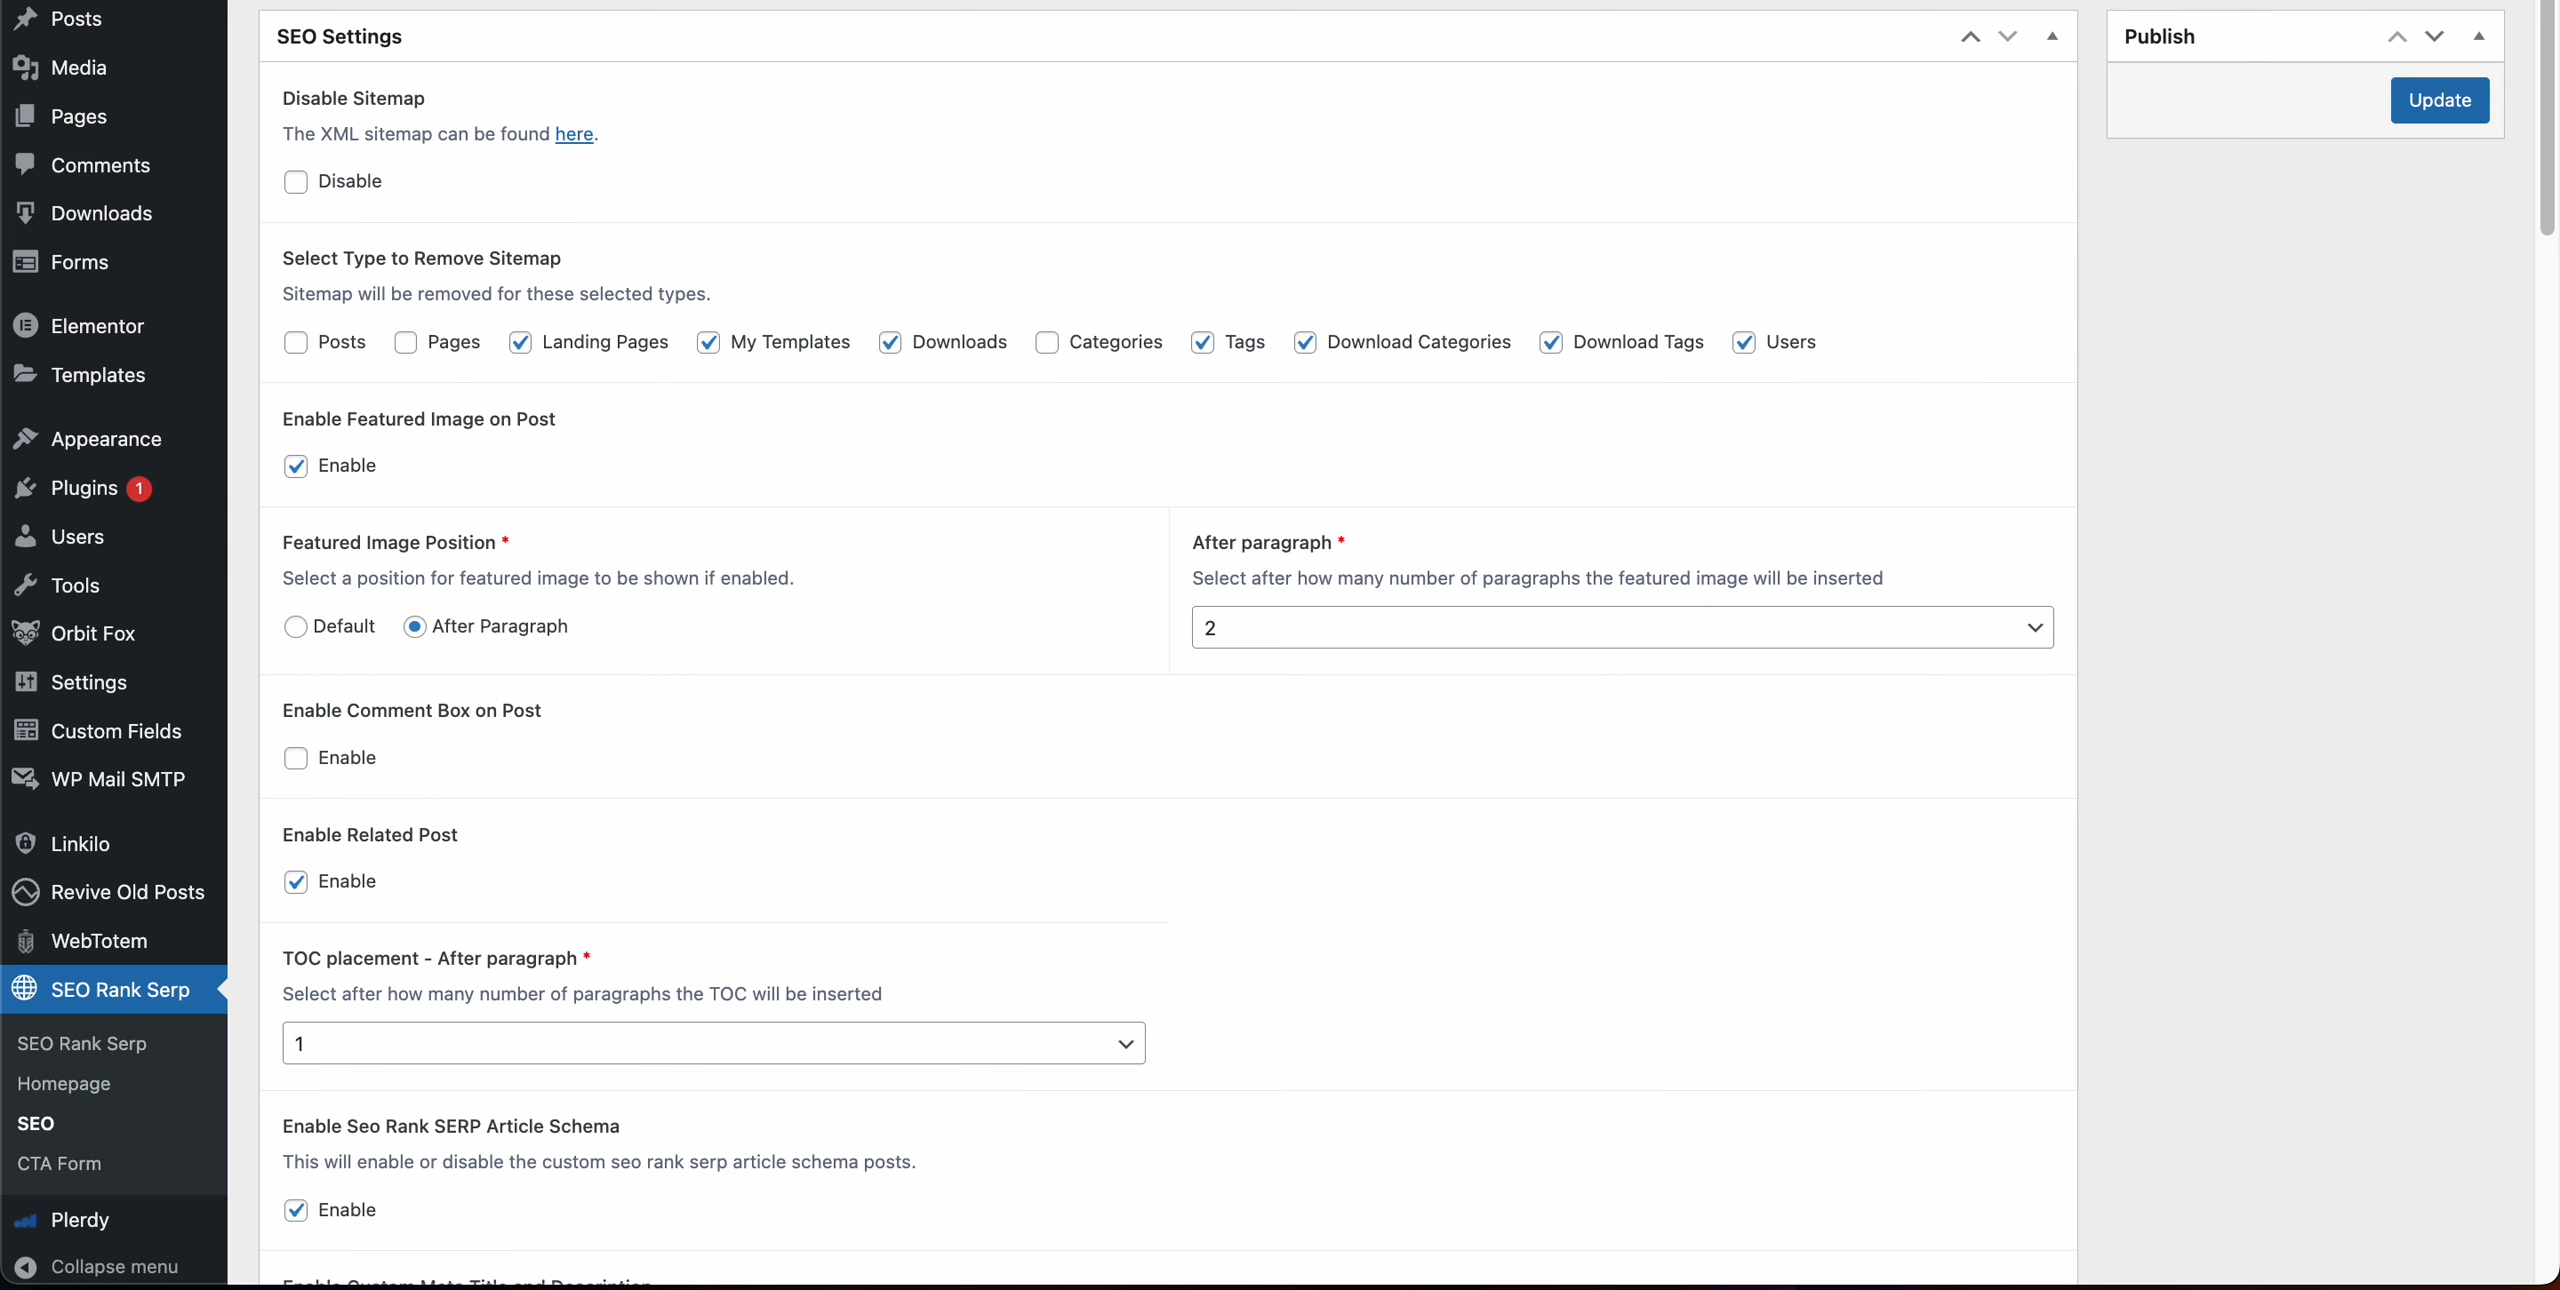 Posts
Media
Pages
Comments
Downloads
Forms
Elementor
Templates
Appearance
Plugins 1
Users
Tools
Orbit Fox
Settings
Custom Fields
WP Mail SMTP
Linkilo
Revive Old Posts
WebTotem
SEO Rank Serp
SEO Rank Serp
Homepage
SEO
CTA Form
Plerdy
Collapse menu
SEO Settings
Disable Sitemap
The XML sitemap can be found here.
Disable
Select Type to Remove Sitemap
Sitemap will be removed for these selected types.
Posts Pages Landing Pages My Templates Downloads Categories Tags Download Categories Download Tags Users
Enable Featured Image on Post
Enable
Featured Image Position *
Select a position for featured image to be shown if enabled.
Default After Paragraph
After paragraph *
Select after how many number of paragraphs the featured image will be inserted
2
Enable Comment Box on Post
Enable
Enable Related Post
Enable
TOC placement - After paragraph *
Select after how many number of paragraphs the TOC will be inserted
1
Enable Seo Rank SERP Article Schema
This will enable or disable the custom seo rank serp article schema posts.
Enable
Enable Custom Meta Title and Description
Publish
Update